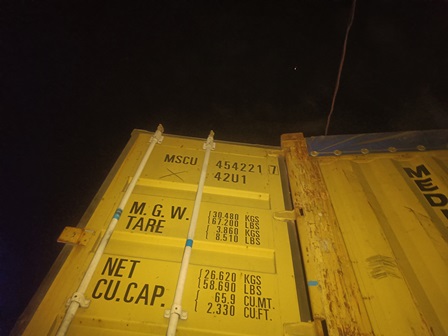 MSCU 454221 7
42U1
M.G.W. 30.480 KGS
67.200 LBS
TARE 3.860 KGS
8.510 LBS
NET 26.620 KGS
58.690 LBS
CU.CAP. 65.9 CU.MT.
2.330 CU.FT.
MED